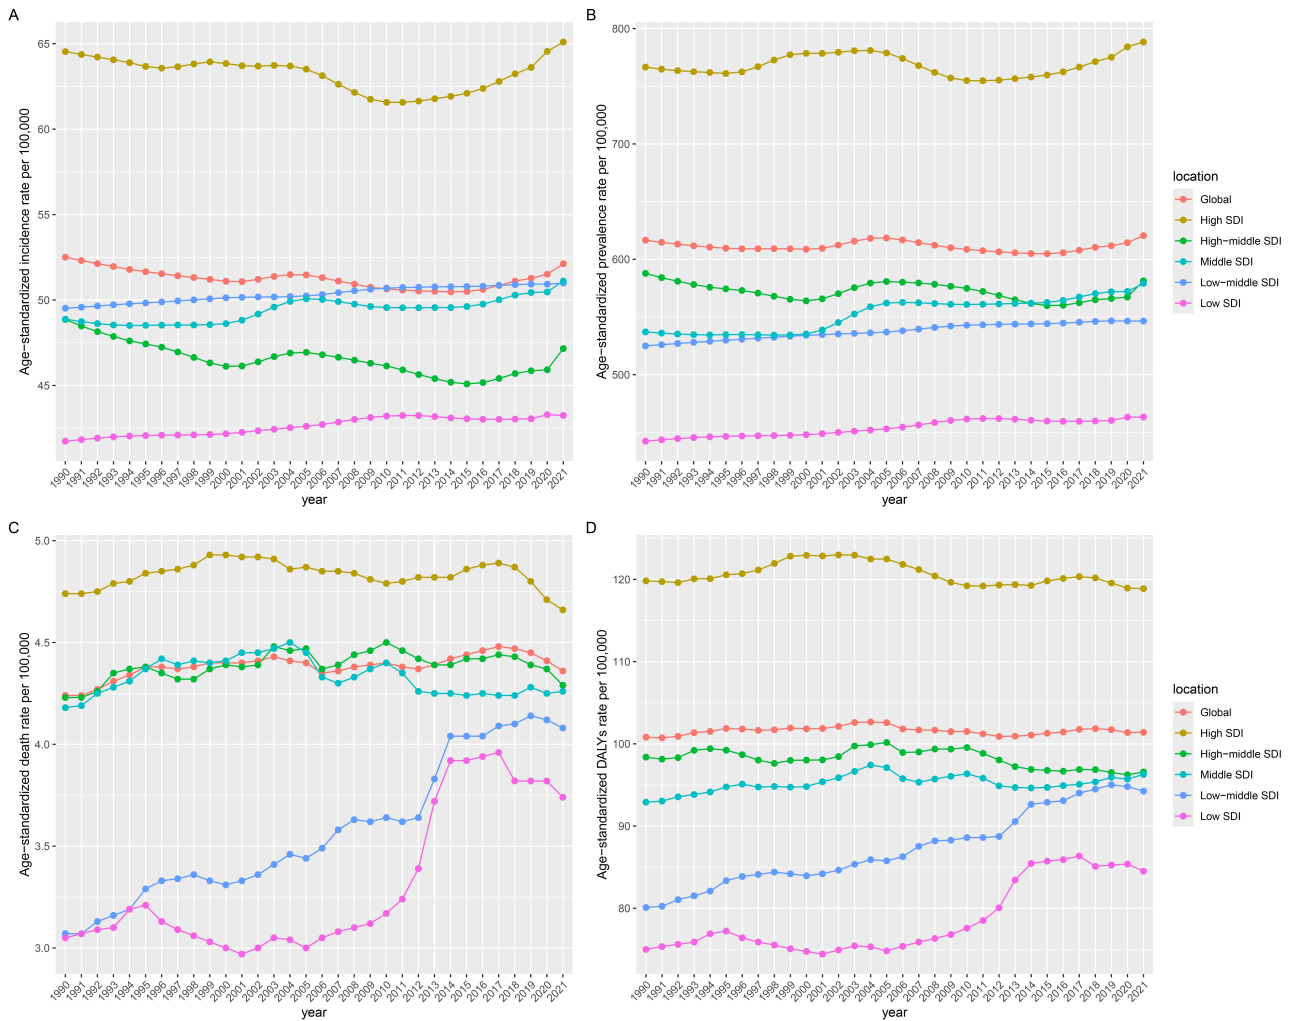 A
Age-standardized incidence rate per 100,000
65
60
55
50
45
1990 1991 1992 1993 1994 1995 1996 1997 1998 1999 2000 2001 2002 2003 2004 2005 2006 2007 2008 2009 2010 2011 2012 2013 2014 2015 2016 2017 2018 2019 2020 2021
year
B
Age-standardized prevalence rate per 100,000
800
700
600
500
1990 1991 1992 1993 1994 1995 1996 1997 1998 1999 2000 2001 2002 2003 2004 2005 2006 2007 2008 2009 2010 2011 2012 2013 2014 2015 2016 2017 2018 2019 2020 2021
year
location
Global
High SDI
High-middle SDI
Middle SDI
Low-middle SDI
Low SDI
C
Age-standardized death rate per 100,000
5.0
4.5
4.0
3.5
3.0
1990 1991 1992 1993 1994 1995 1996 1997 1998 1999 2000 2001 2002 2003 2004 2005 2006 2007 2008 2009 2010 2011 2012 2013 2014 2015 2016 2017 2018 2019 2020 2021
year
D
Age-standardized DALYs rate per 100,000
120
110
100
90
80
1990 1991 1992 1993 1994 1995 1996 1997 1998 1999 2000 2001 2002 2003 2004 2005 2006 2007 2008 2009 2010 2011 2012 2013 2014 2015 2016 2017 2018 2019 2020 2021
year
location
Global
High SDI
High-middle SDI
Middle SDI
Low-middle SDI
Low SDI